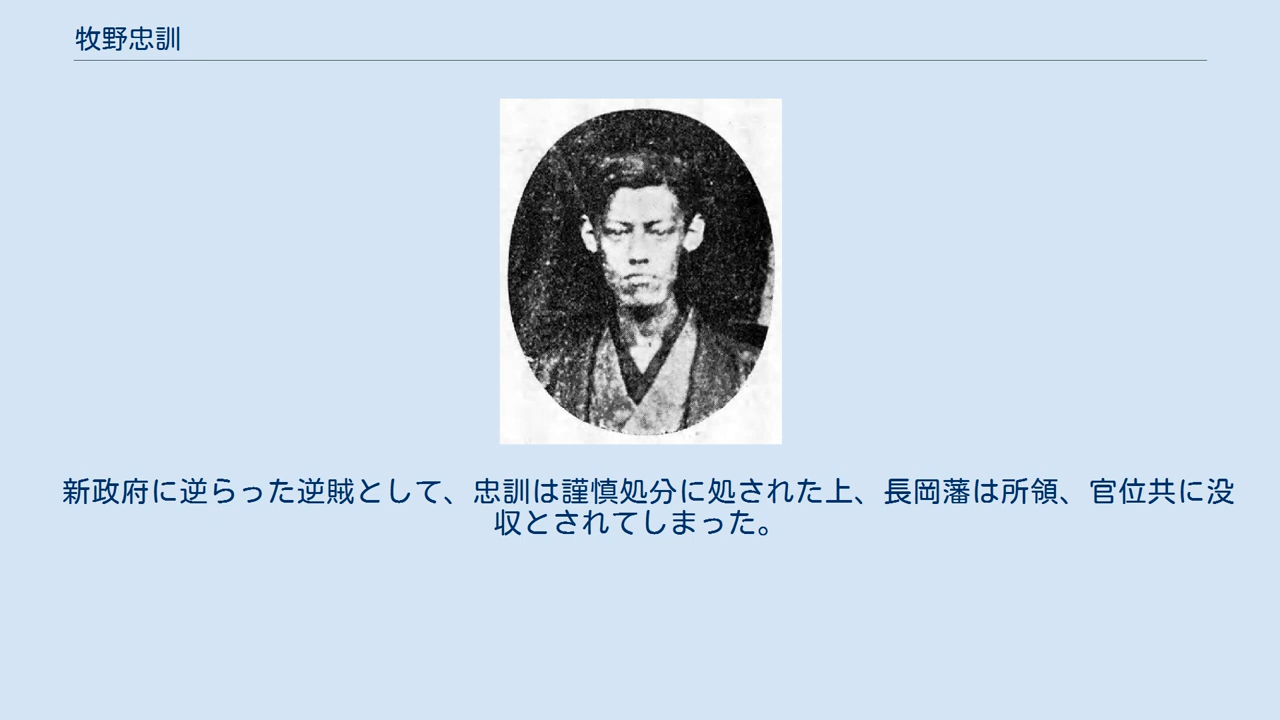 牧野忠訓
新政府に逆らった逆賊として、忠訓は謹慎処分に処された上、長岡藩は所領、官位共に没
収とされてしまった。